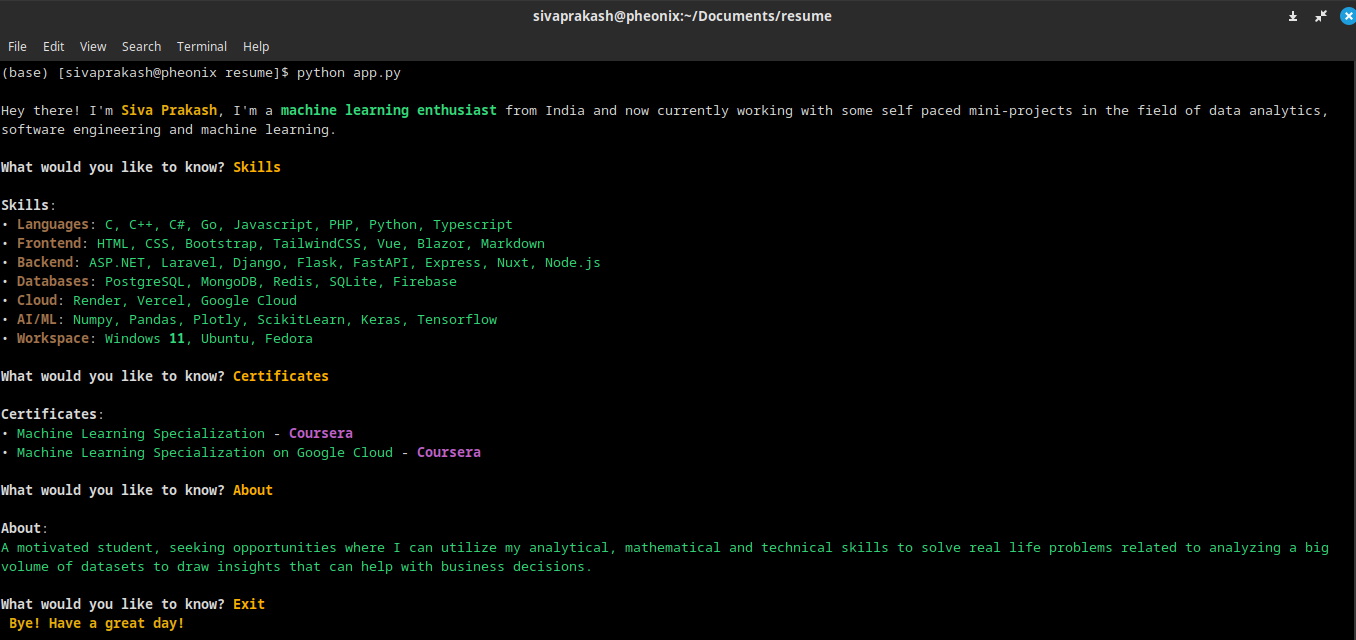 sivaprakash@pheonix:~/Documents/resume
File Edit View Search Terminal Help
(base) [sivaprakash@pheonix resume]$ python app.py
Hey there! I'm Siva Prakash, I'm a machine learning enthusiast from India and now currently working with some self paced mini-projects in the field of data analytics,
software engineering and machine learning.
What would you like to know? Skills
Skills:
• Languages: C, C++, C#, Go, Javascript, PHP, Python, Typescript
• Frontend: HTML, CSS, Bootstrap, TailwindCSS, Vue, Blazor, Markdown
• Backend: ASP.NET, Laravel, Django, Flask, FastAPI, Express, Nuxt, Node.js
• Databases: PostgreSQL, MongoDB, Redis, SQLite, Firebase
• Cloud: Render, Vercel, Google Cloud
• AI/ML: Numpy, Pandas, Plotly, ScikitLearn, Keras, Tensorflow
• Workspace: Windows 11, Ubuntu, Fedora
What would you like to know? Certificates
Certificates:
• Machine Learning Specialization - Coursera
• Machine Learning Specialization on Google Cloud - Coursera
What would you like to know? About
About:
A motivated student, seeking opportunities where I can utilize my analytical, mathematical and technical skills to solve real life problems related to analyzing a big
volume of datasets to draw insights that can help with business decisions.
What would you like to know? Exit
Bye! Have a great day!